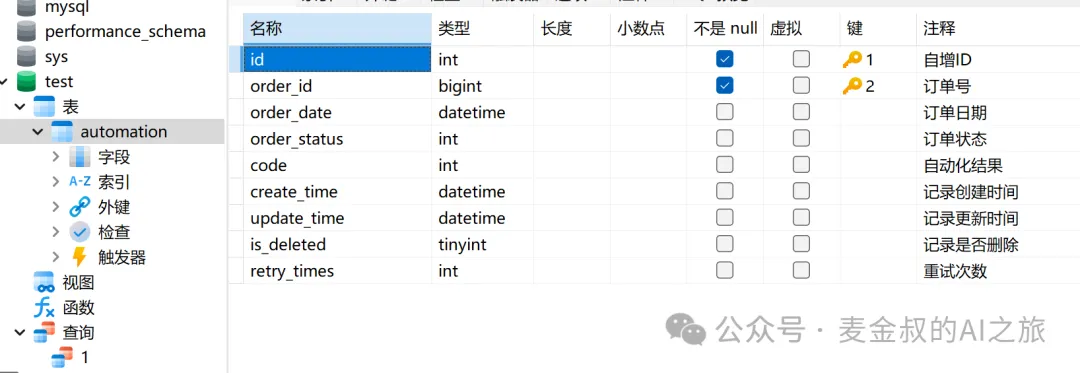 mysql
performance_schema
sys
test
表
automation
字段
A-Z 索引
外键
检查
触发器
视图
fx 函数
查询
1
名称 类型 长度 小数点 不是 null 虚拟 键 注释
id int 1 自增ID
order_id bigint 2 订单号
order_date datetime 订单日期
order_status int 订单状态
code int 自动化结果
create_time datetime 记录创建时间
update_time datetime 记录更新时间
is_deleted tinyint 记录是否删除
retry_times int 重试次数
公众号 · 麦金叔的AI之旅